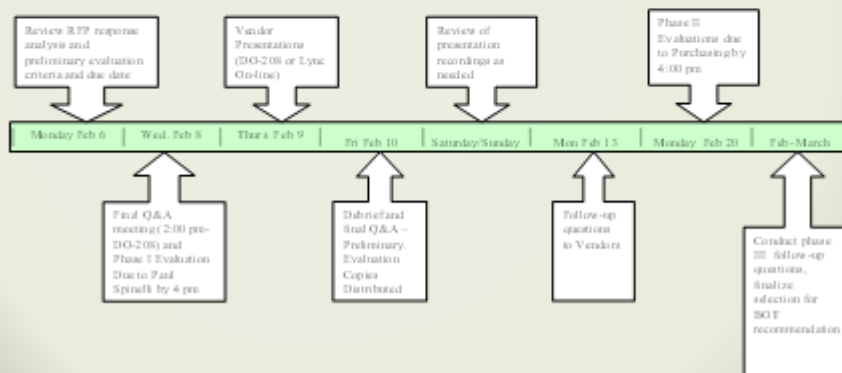 Review RFP response
analysis and
preliminary evaluation
criteria and due date
Vendor
Presentations
(DO-208 or Lync
On-line)
Review of
presentation
recordings as
needed
Phase II
Evaluations due
to Purchasing by
4:00 pm
Monday Feb 6
Wed. Feb 8
Thurs. Feb 9
Fri Feb 10
Saturday/Sunday
Mon Feb 13
Monday Feb 20
Feb-March
Final Q&A
meeting (2:00 pm-
DO-208) and
Phase I Evaluation
Due to Paul
Spinelli by 4 pm
Debrief and
final Q&A –
Preliminary.
Evaluation
Copies
Distributed
Follow-up
questions
to Vendors
Conduct phase
III follow-up
questions,
finalize
selection for
BOT
recommendation